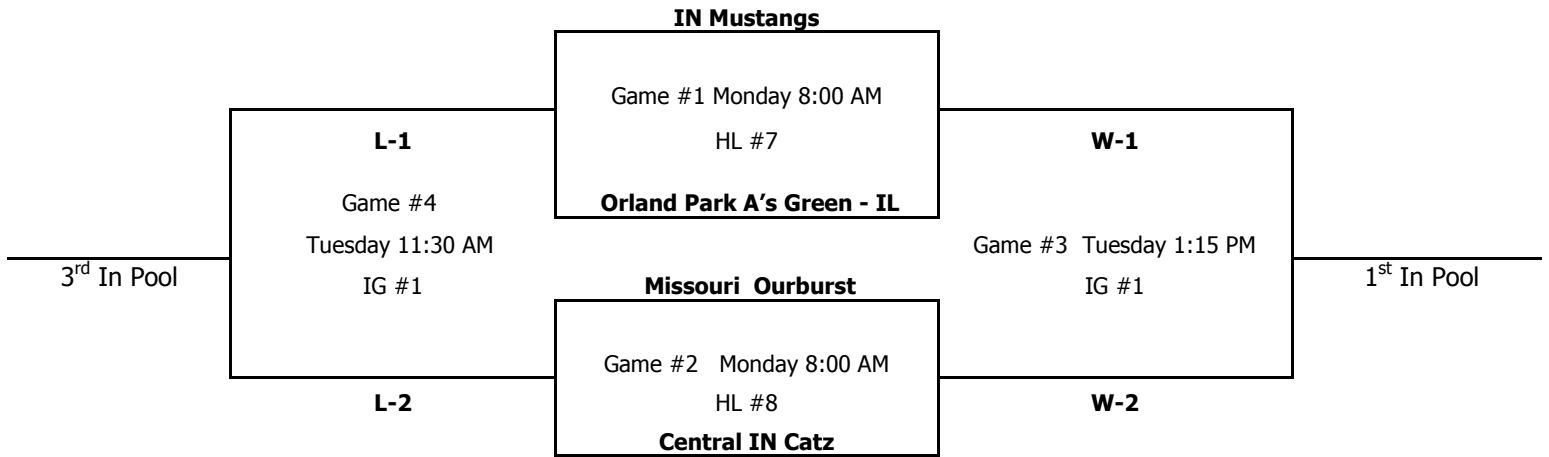 IN Mustangs
Game #1 Monday 8:00 AM
HL #7
L-1
W-1
Game #4
Orland Park A’s Green - IL
Tuesday 11:30 AM
Game #3 Tuesday 1:15 PM
3rd In Pool
IG #1
Missouri Ourburst
IG #1
1st In Pool
Game #2 Monday 8:00 AM
L-2
HL #8
W-2
Central IN Catz